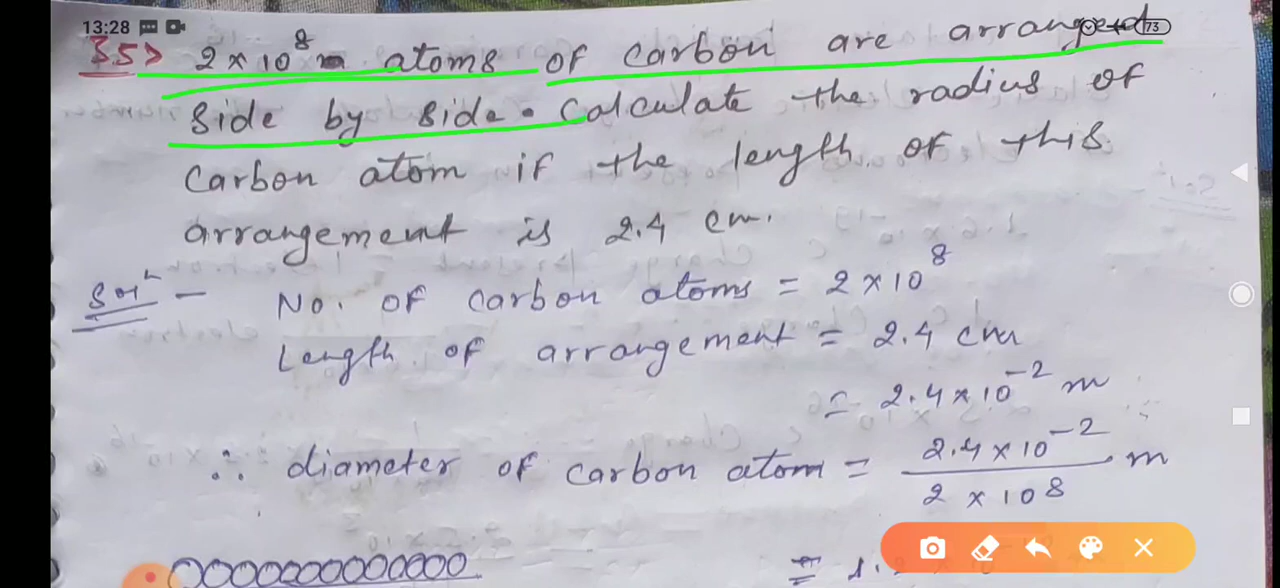 13:28
73
35> 2×10⁸ atoms of carbon are arranged
side by side. Calculate the radius of
Carbon atom if the length of this
arrangement is 2.4 cm.
Solⁿ – No. of carbon atoms = 2×10⁸
Length of arrangement = 2.4 cm
= 2.4×10⁻² m
∴ diameter of carbon atom = 2.4×10⁻² / 2×10⁸ m
=